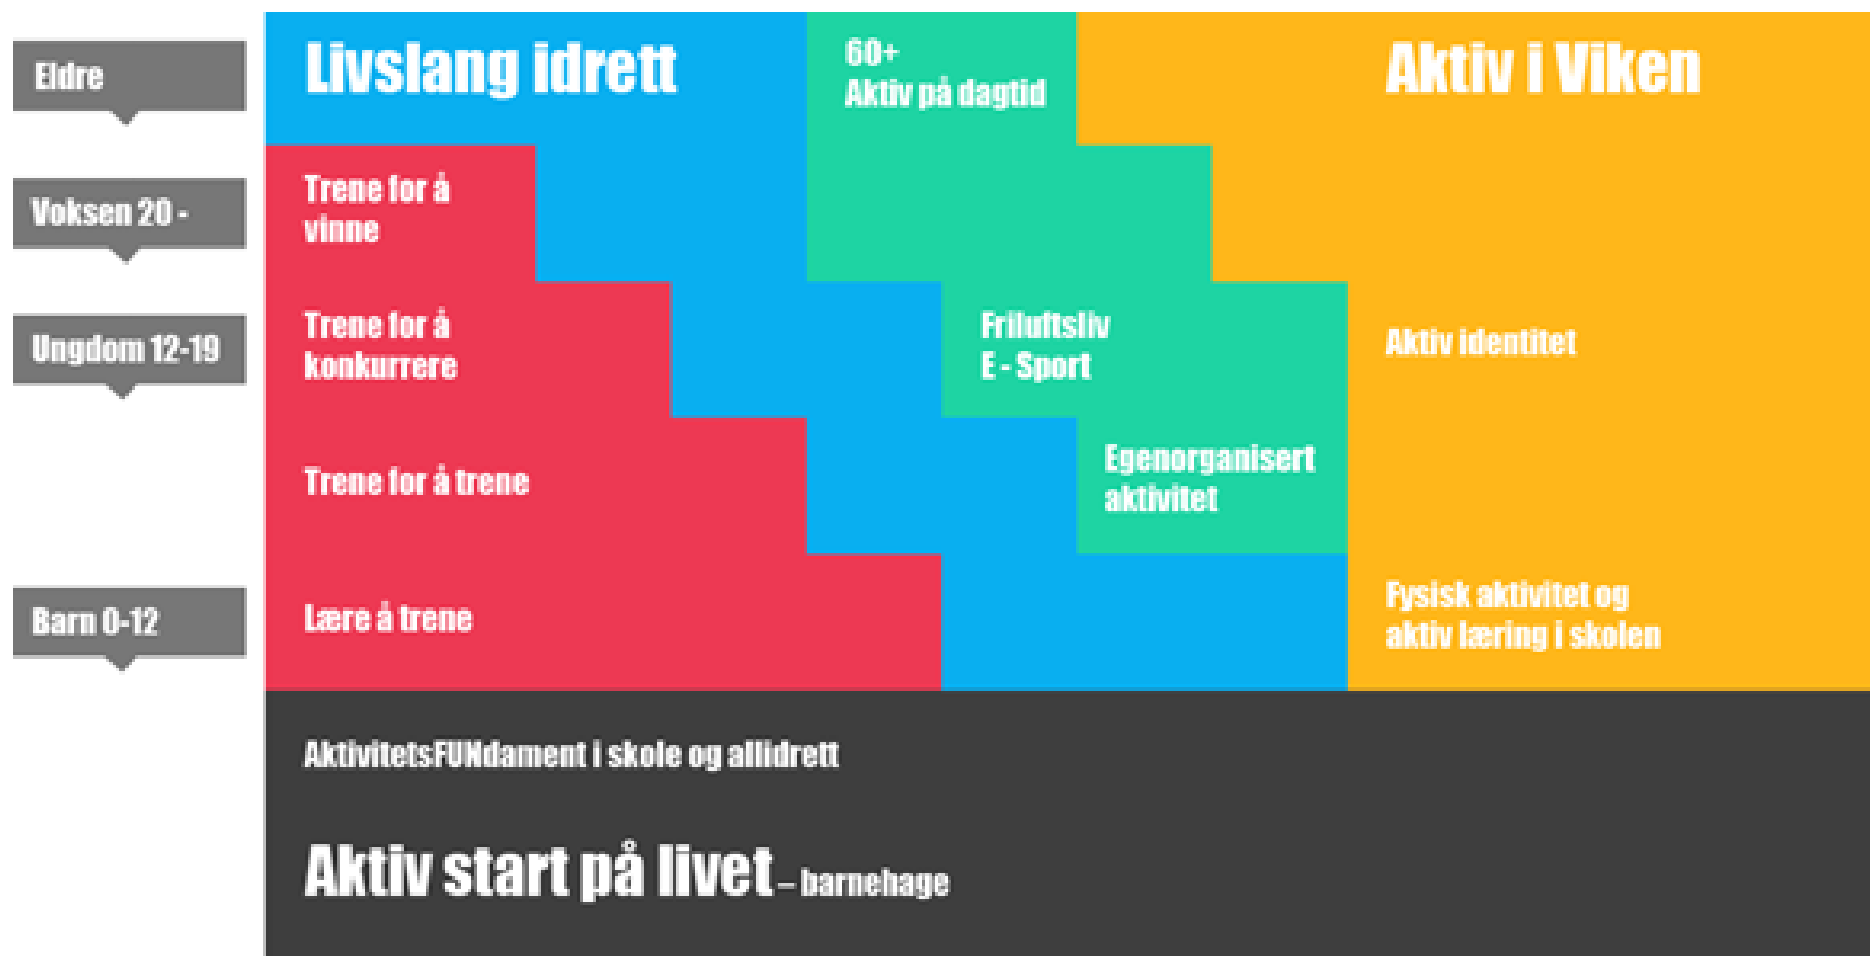 Eldre
Livslang idrett
60+
Aktiv på dagtid
Aktiv i Viken
Voksen 20 -
Trene for å
vinne
Ungdom 12-19
Trene for å
konkurrere
Friluftsliv
E - Sport
Aktiv identitet
Trene for å trene
Egenorganisert
aktivitet
Barn 0-12
Lære å trene
Fysisk aktivitet og
aktiv læring i skolen
AktivitetsFUNdament i skole og allidrett
Aktiv start på livet – barnehage